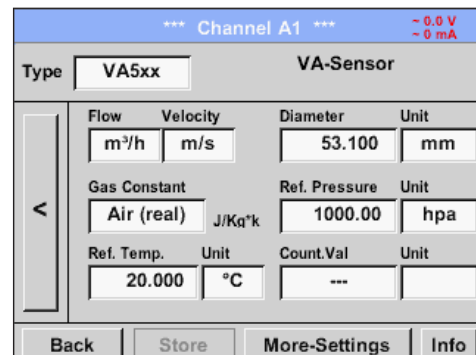 *** Channel A1 ***
~ 0.0 V
~ 0 mA
Type VA5xx VA-Sensor
Flow Velocity Diameter Unit
m³/h m/s 53.100 mm
Gas Constant Ref. Pressure Unit
< Air (real) J/Kg*k 1000.00 hpa
Ref. Temp. Unit Count.Val Unit
20.000 °C ---
Back Store More-Settings Info